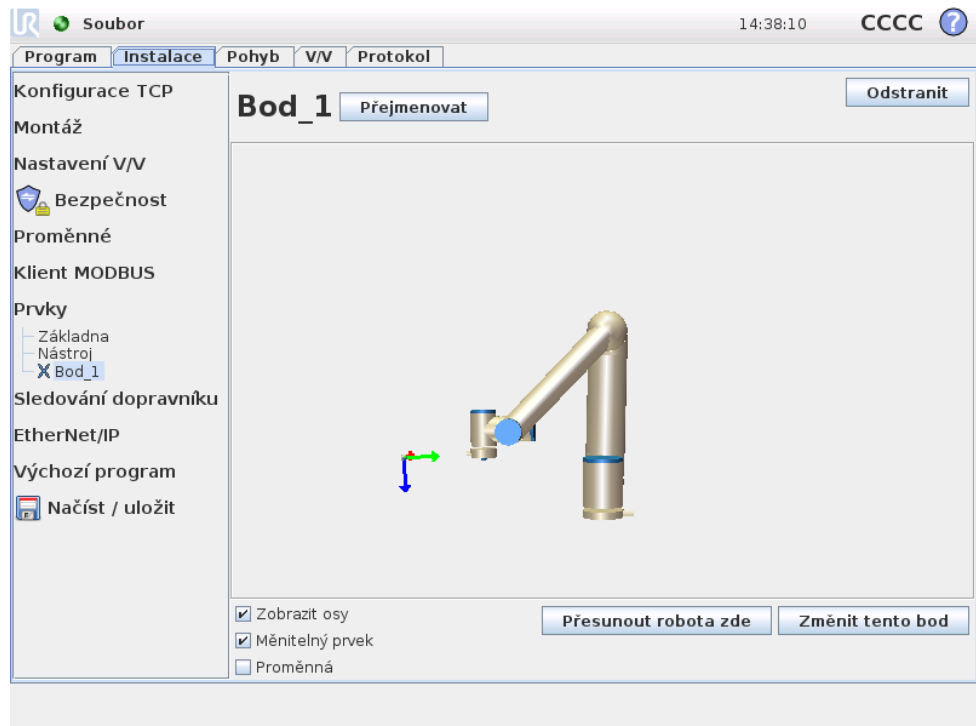 UR Soubor 14:38:10 CCCC ?
Program Instalace Pohyb V/V Protokol
Konfigurace TCP
Montáž
Nastavení V/V
Bezpečnost
Proměnné
Klient MODBUS
Prvky
Základna
Nástroj
Bod_1
Sledování dopravníku
EtherNet/IP
Výchozí program
Načíst / uložit
Bod_1 Přejmenovat Odstranit
Zobrazit osy
Měnitelný prvek
Proměnná
Přesunout robota zde Změnit tento bod